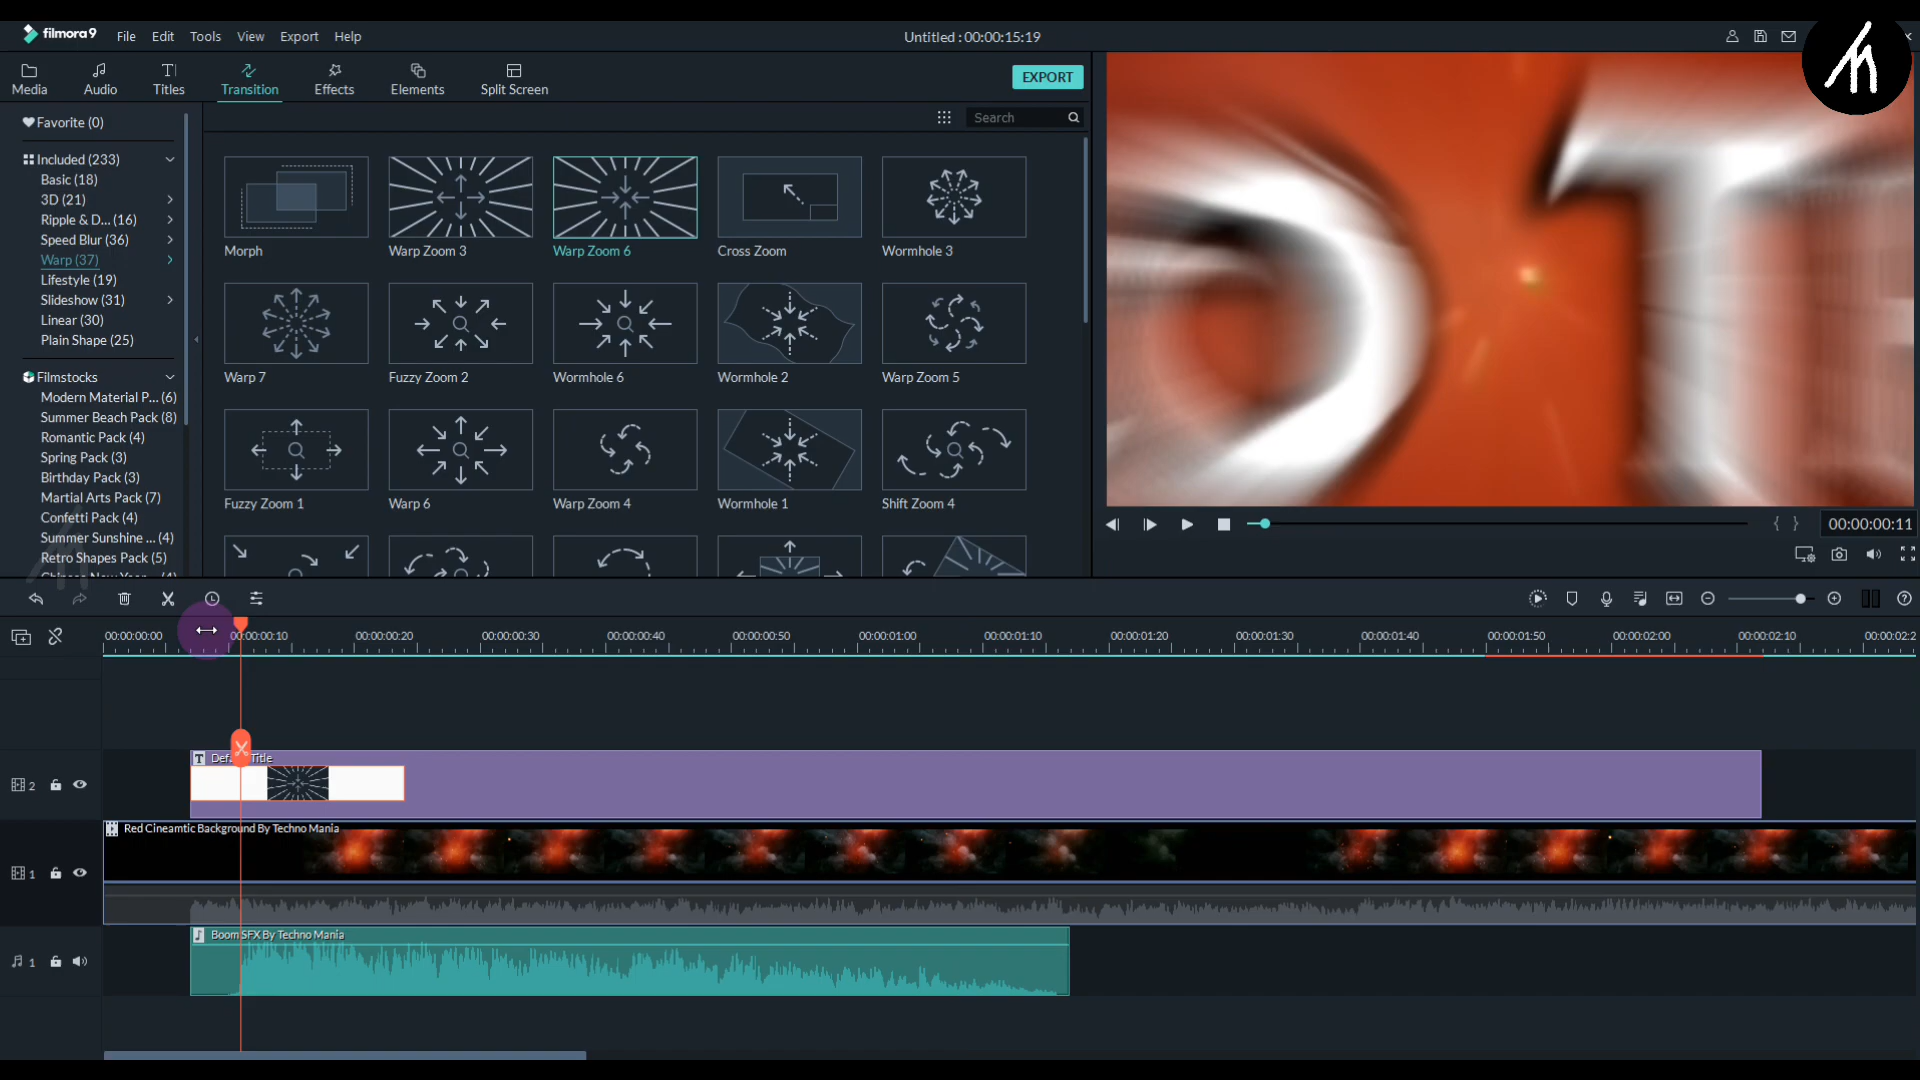 filmora9
File Edit Tools View Export Help
Untitled : 00:00:15:19
Media Audio Titles Transition Effects Elements Split Screen
EXPORT
Search
Favorite (0)
Included (233)
Basic (18)
3D (21)
Ripple & D... (16)
Speed Blur (36)
Warp (37)
Lifestyle (19)
Slideshow (31)
Linear (30)
Plain Shape (25)
Filmstocks
Modern Material P... (6)
Summer Beach Pack (8)
Romantic Pack (4)
Spring Pack (3)
Birthday Pack (3)
Martial Arts Pack (7)
Confetti Pack (4)
Summer Sunshine ... (4)
Retro Shapes Pack (5)
Morph Warp Zoom 3 Warp Zoom 6 Cross Zoom Wormhole 3
Warp 7 Fuzzy Zoom 2 Wormhole 6 Wormhole 2 Warp Zoom 5
Fuzzy Zoom 1 Warp 6 Warp Zoom 4 Wormhole 1 Shift Zoom 4
00:00:00:11
00:00:00:00 00:00:00:10 00:00:00:20 00:00:00:30 00:00:00:40 00:00:00:50 00:00:01:00 00:00:01:10 00:00:01:20 00:00:01:30 00:00:01:40 00:00:01:50 00:00:02:00 00:00:02:10 00:00:02:2
T Def Title
2
Red Cineamtic Background By Techno Mania
1
Boom SFX By Techno Mania
1